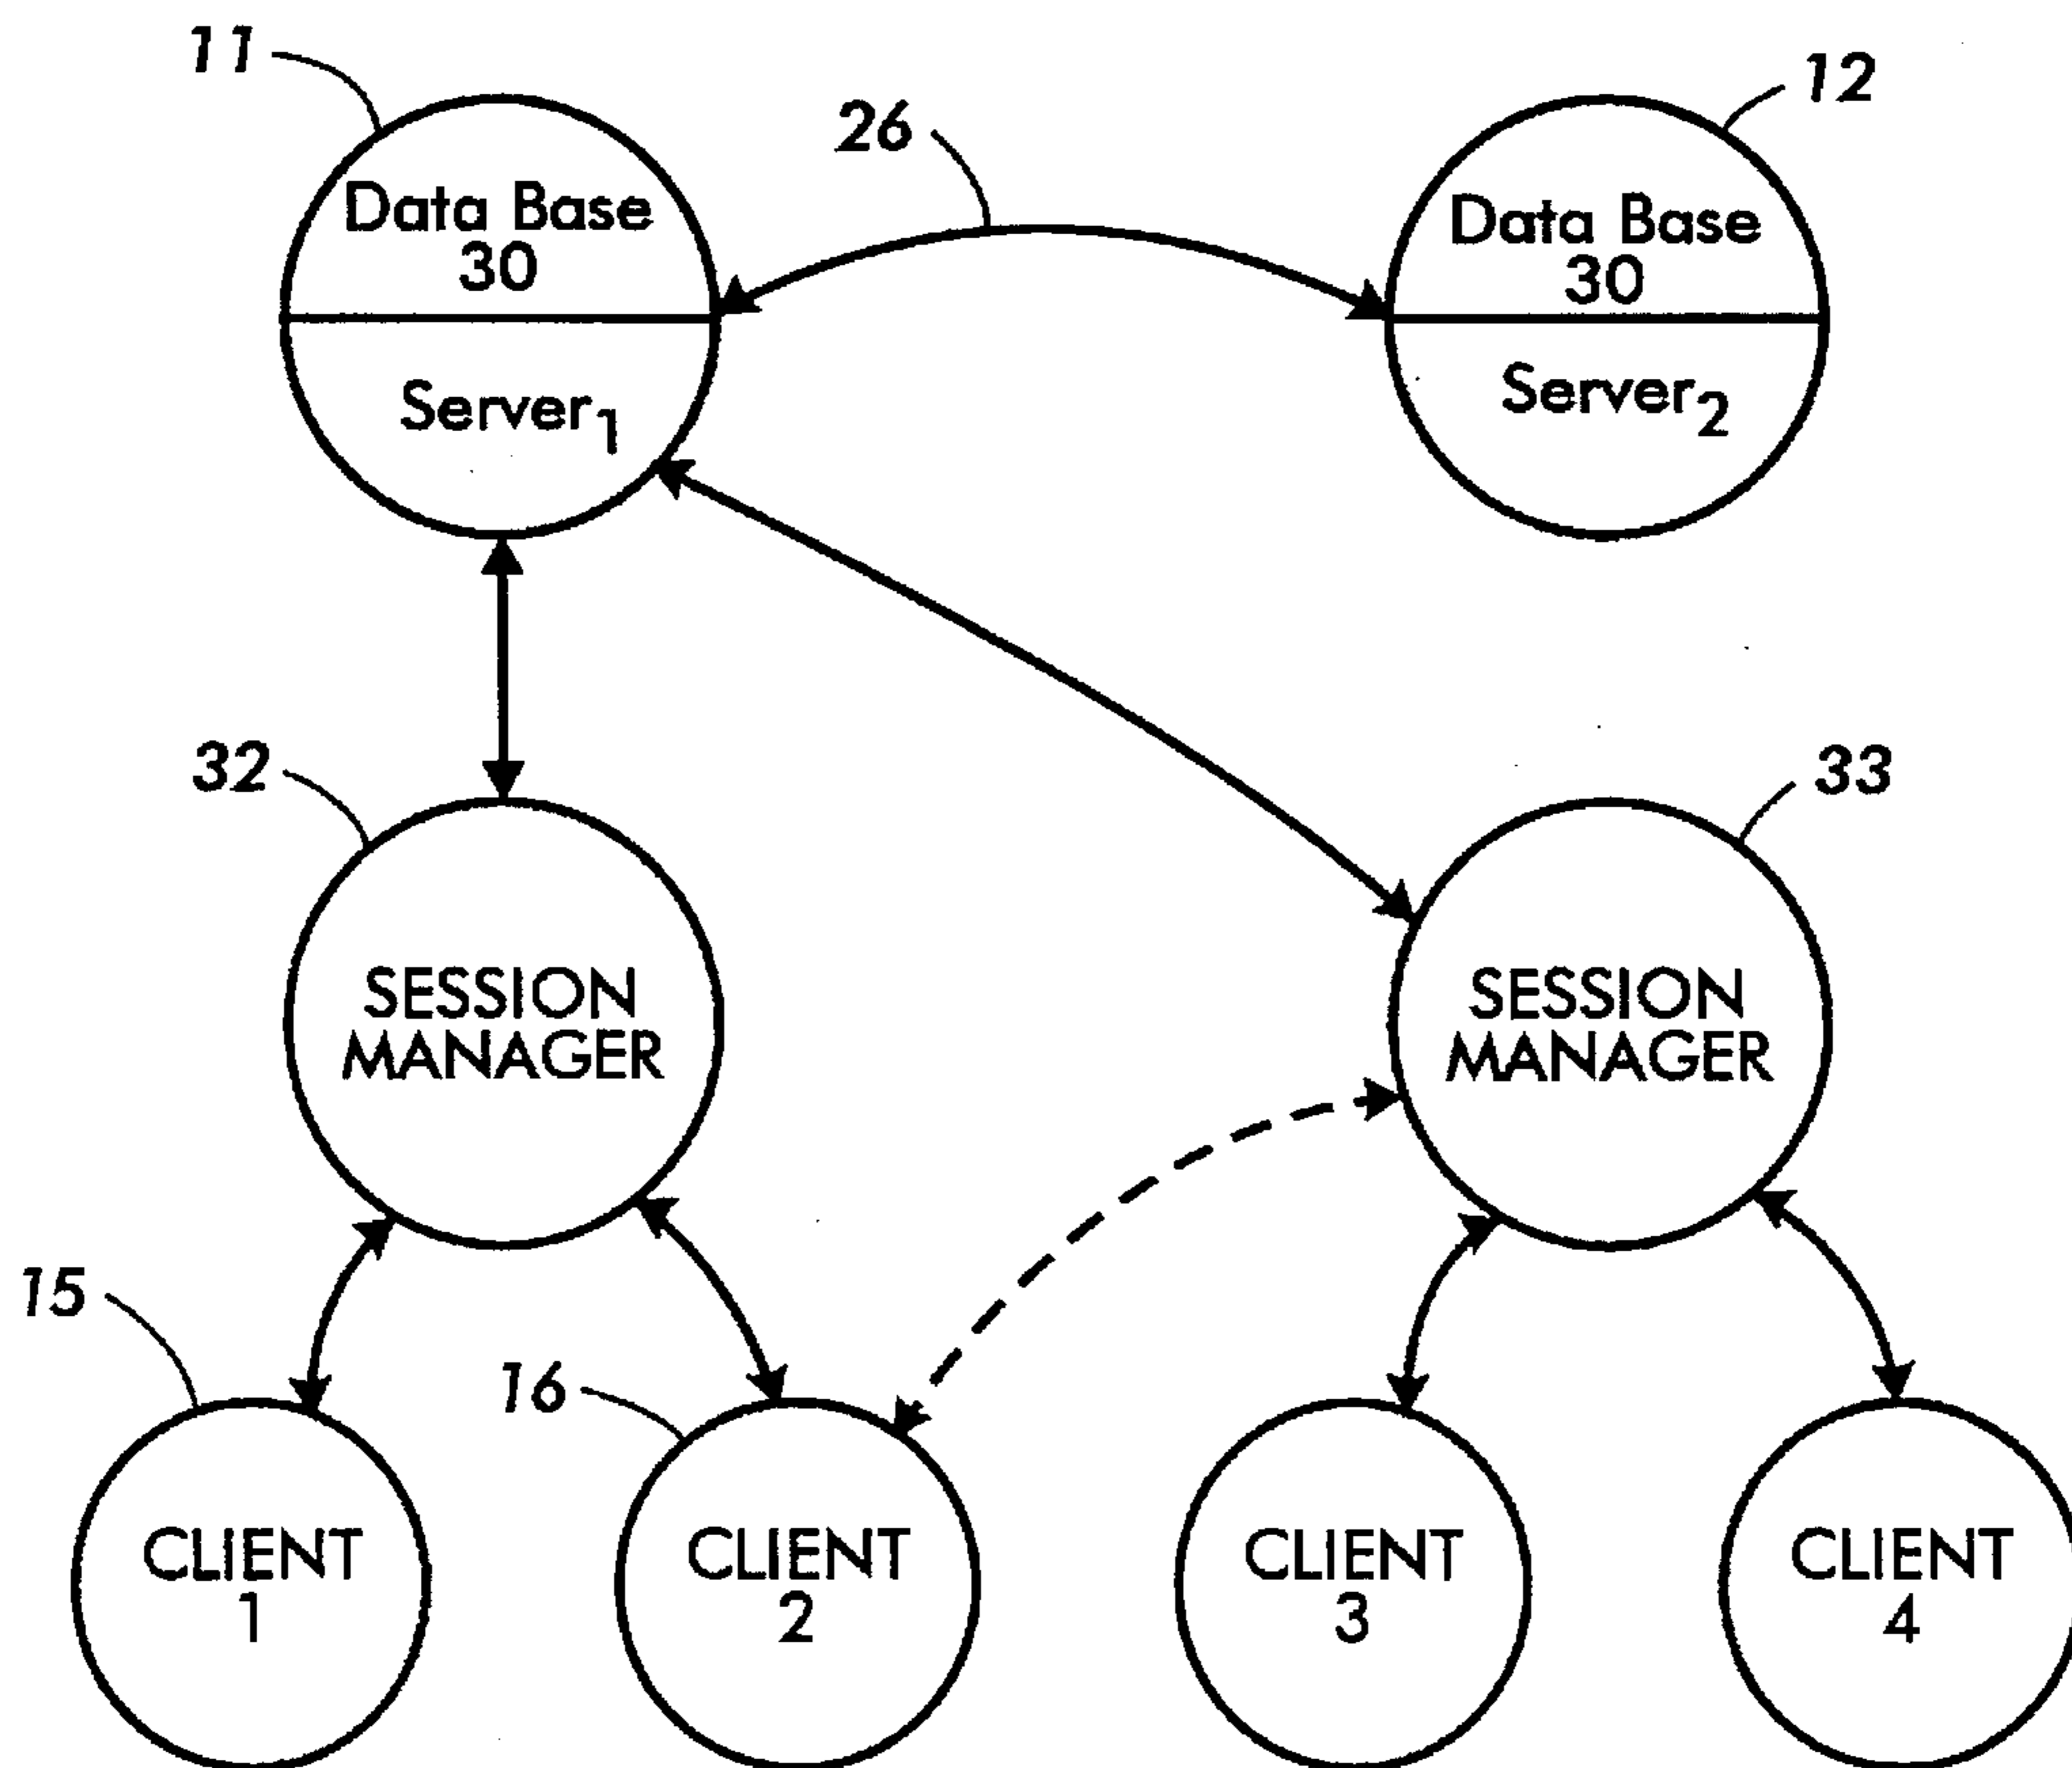 11
12
26
Data Base
30
Server1
Data Base
30
Server2
32
33
SESSION
MANAGER
SESSION
MANAGER
15
16
CLIENT
1
CLIENT
2
CLIENT
3
CLIENT
4